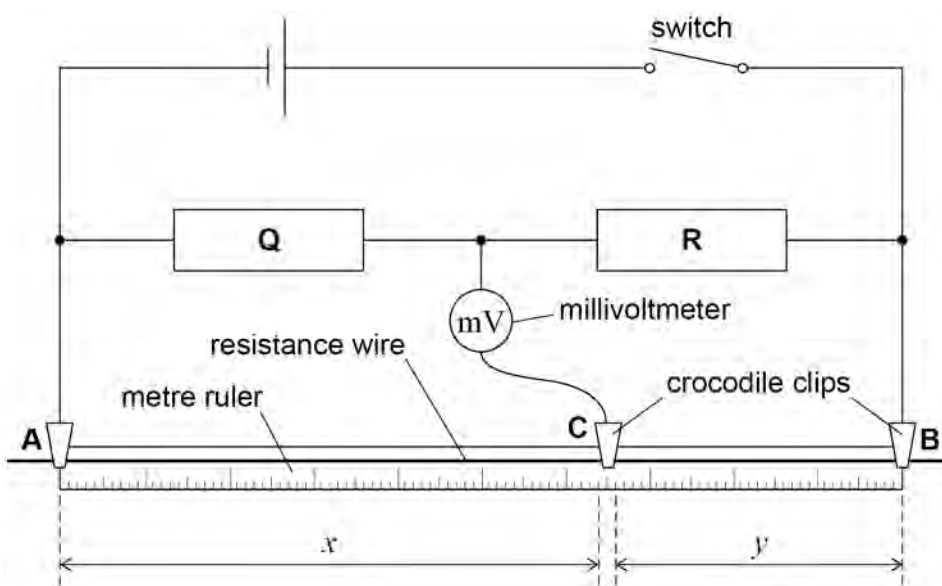 switch
Q
R
mV
millivoltmeter
resistance wire
metre ruler
crocodile clips
A
C
B
x
y